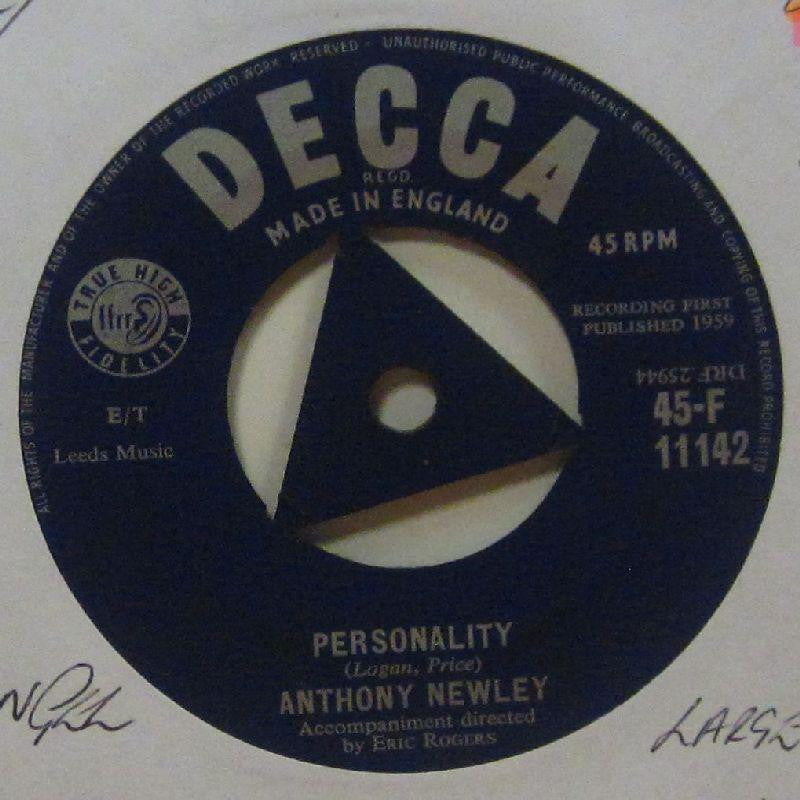 ALL RIGHTS OF THE MANUFACTURER AND OF THE OWNER OF THE RECORDED WORK RESERVED · UNAUTHORISED PUBLIC PERFORMANCE BROADCASTING AND COPYING OF THIS RECORD PROHIBITED
DECCA
REGD.
MADE IN ENGLAND
45 RPM
TRUE HIGH
ffrr
FIDELITY
RECORDING FIRST
PUBLISHED 1959
DRF.25944
E/T
45-F
11142
Leeds Music
PERSONALITY
(Logan, Price)
ANTHONY NEWLEY
Accompaniment directed
by ERIC ROGERS
LARGE